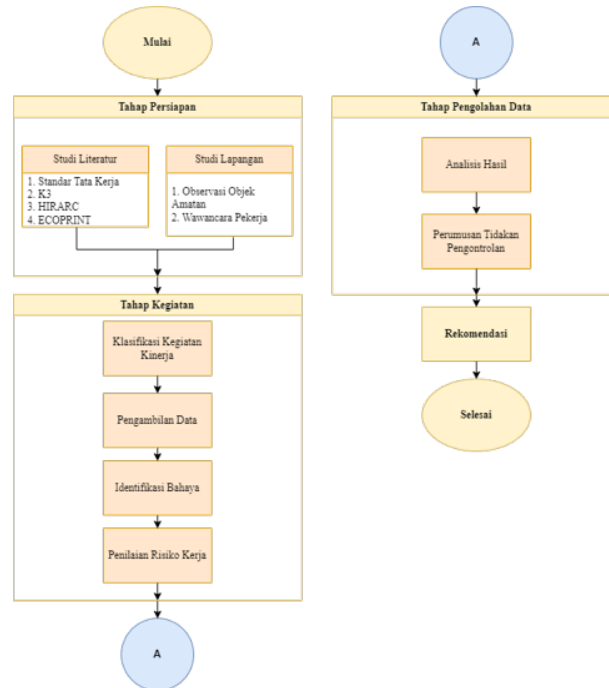 Mulai
Tahap Persiapan
Studi Literatur
1. Standar Tata Kerja
2. K3
3. HIRARC
4. ECOPRINT
Studi Lapangan
1. Observasi Objek
Amatan
2. Wawancara Pekerja
Tahap Kegiatan
Klasifikasi Kegiatan
Kinerja
Pengambilan Data
Identifikasi Bahaya
Penilaian Risiko Kerja
A
A
Tahap Pengolahan Data
Analisis Hasil
Perumusan Tidakan
Pengontrolan
Rekomendasi
Selesai